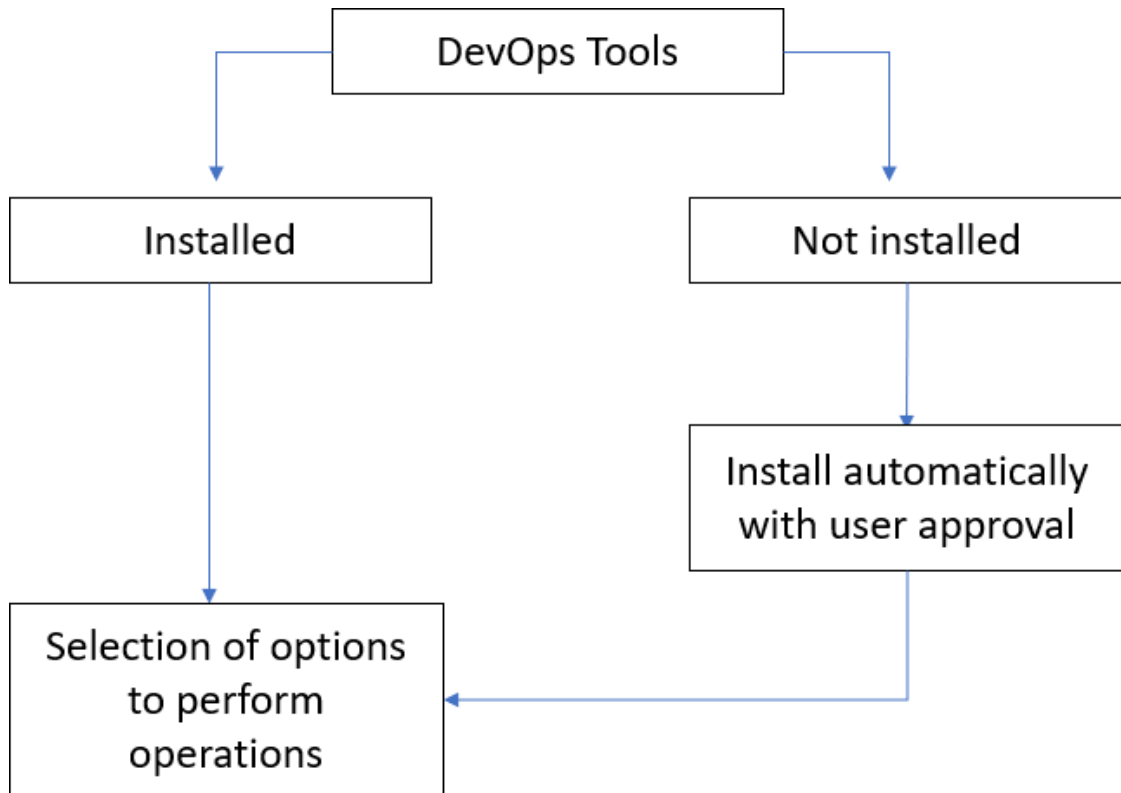 DevOps Tools
Installed
Not installed
Install automatically
with user approval
Selection of options
to perform
operations